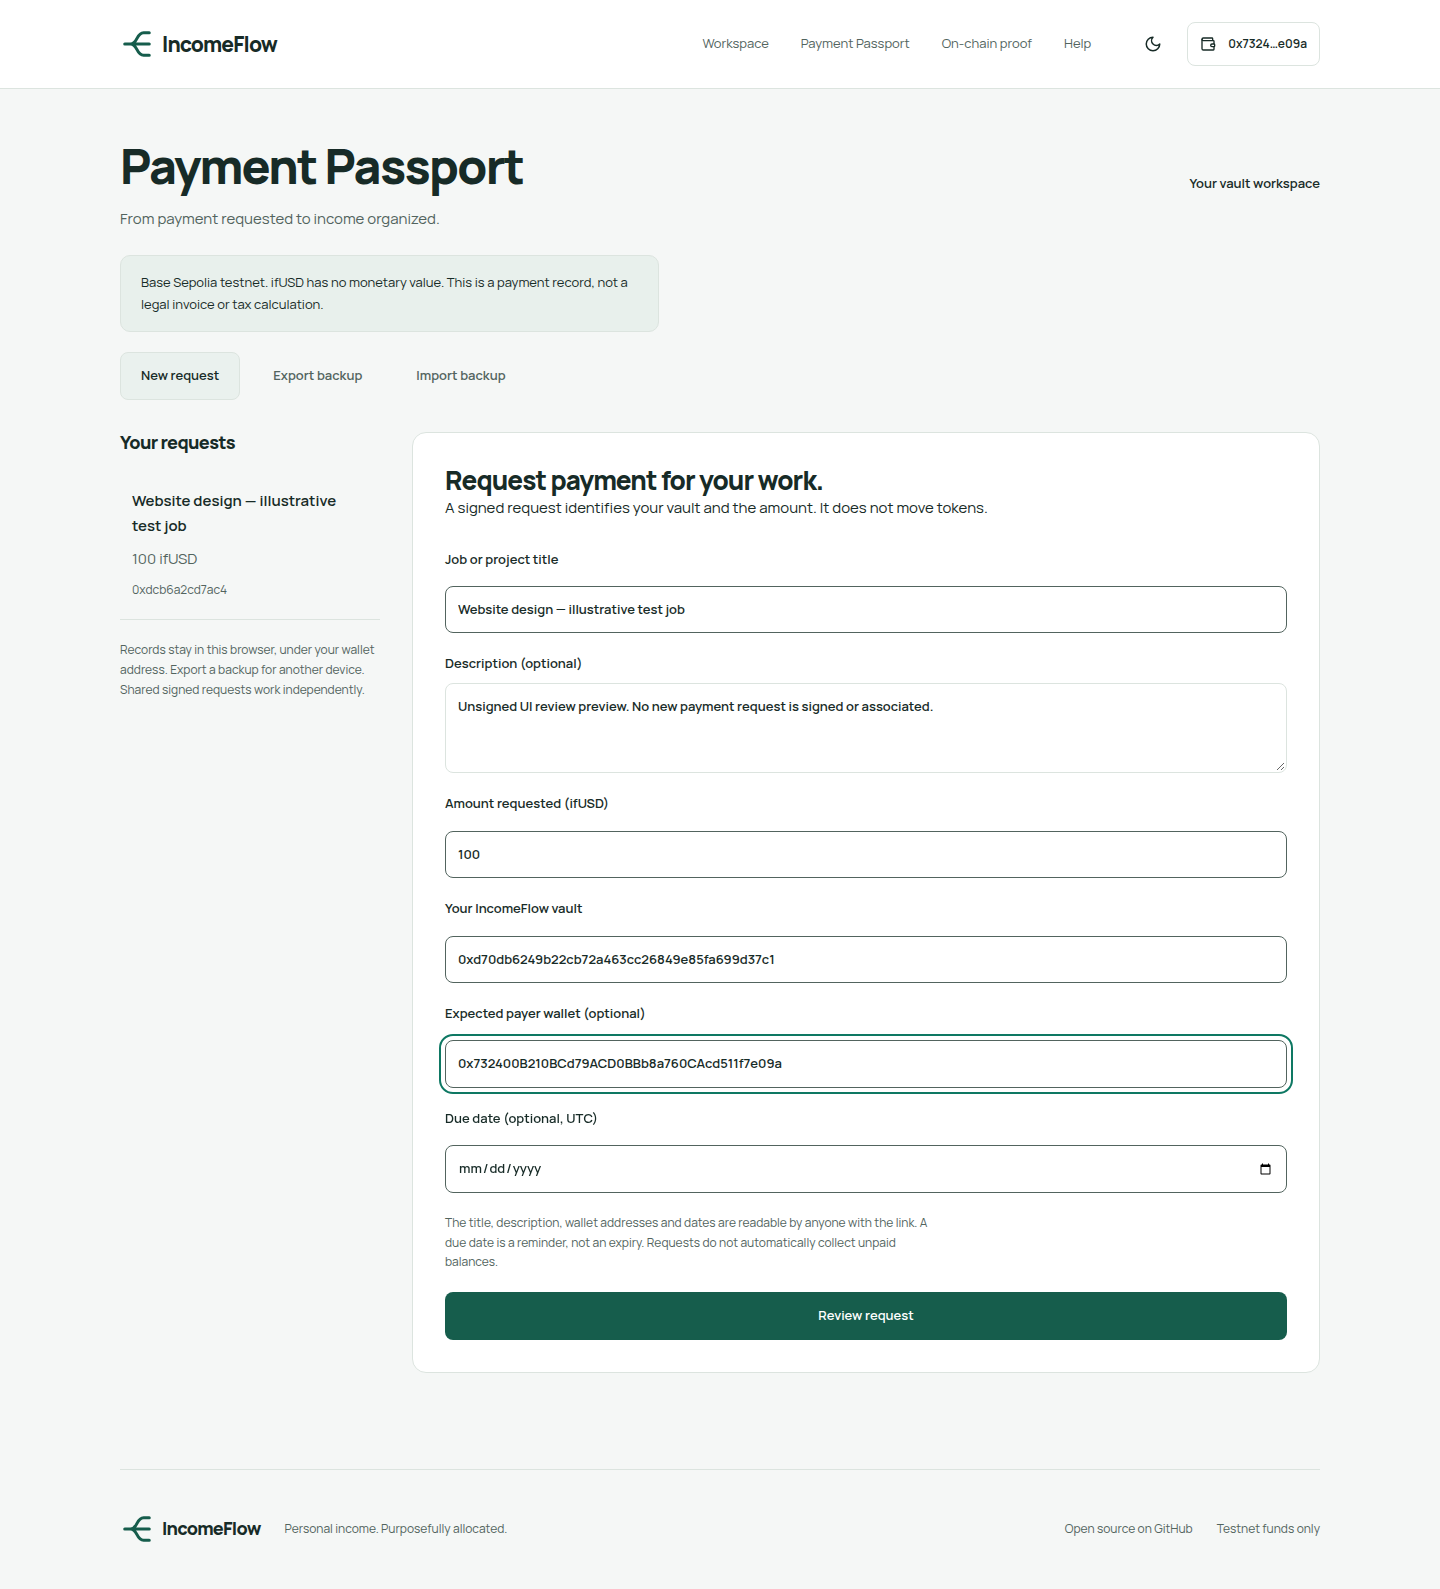 IncomeFlow
Workspace
Payment Passport
On-chain proof
Help
0x7324...e09a
Payment Passport
Your vault workspace
From payment requested to income organized.
Base Sepolia testnet. ifUSD has no monetary value. This is a payment record, not a
legal invoice or tax calculation.
New request
Export backup
Import backup
Your requests
Website design — illustrative
test job
100 ifUSD
0xdcb6a2cd7ac4
Records stay in this browser, under your wallet
address. Export a backup for another device.
Shared signed requests work independently.
Request payment for your work.
A signed request identifies your vault and the amount. It does not move tokens.
Job or project title
Website design — illustrative test job
Description (optional)
Unsigned UI review preview. No new payment request is signed or associated.
Amount requested (ifUSD)
100
Your IncomeFlow vault
0xd70db6249b22cb72a463cc26849e85fa699d37c1
Expected payer wallet (optional)
0x732400B210BCd79ACD0BBb8a760CAcd511f7e09a
Due date (optional, UTC)
mm/dd/yyyy
The title, description, wallet addresses and dates are readable by anyone with the link. A
due date is a reminder, not an expiry. Requests do not automatically collect unpaid
balances.
Review request
IncomeFlow
Personal income. Purposefully allocated.
Open source on GitHub
Testnet funds only